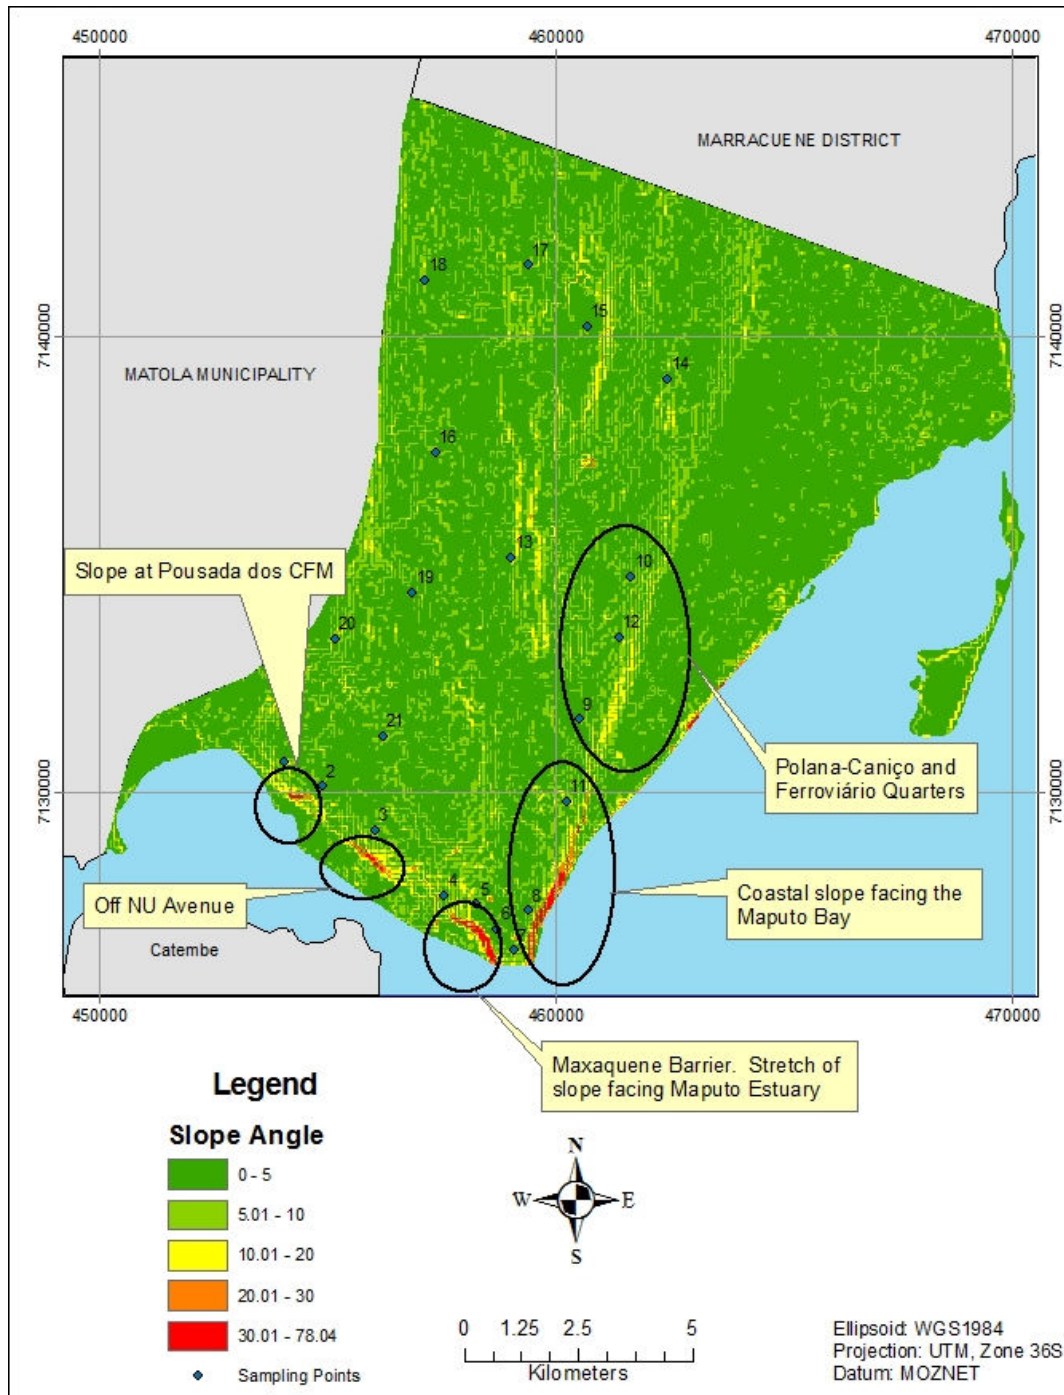 450000
460000
470000
MARRACUENE DISTRICT
17
18
15
7140000
7140000
14
MATOLA MUNICIPALITY
16
13
Slope at Pousada dos CFM
10
19
12
20
9
21
Polana-Caniço and
Ferroviário Quarters
2
7130000
7130000
11
3
4
5
8
6
7
Off NU Avenue
Coastal slope facing the
Maputo Bay
Catembe
450000
460000
470000
Maxaquene Barrier. Stretch of
slope facing Maputo Estuary
Legend
Slope Angle
0 - 5
5.01 - 10
10.01 - 20
20.01 - 30
30.01 - 78.04
Sampling Points
N
W
E
S
0 1.25 2.5 5
Kilometers
Ellipsoid: WGS1984
Projection: UTM, Zone 36S
Datum: MOZNET